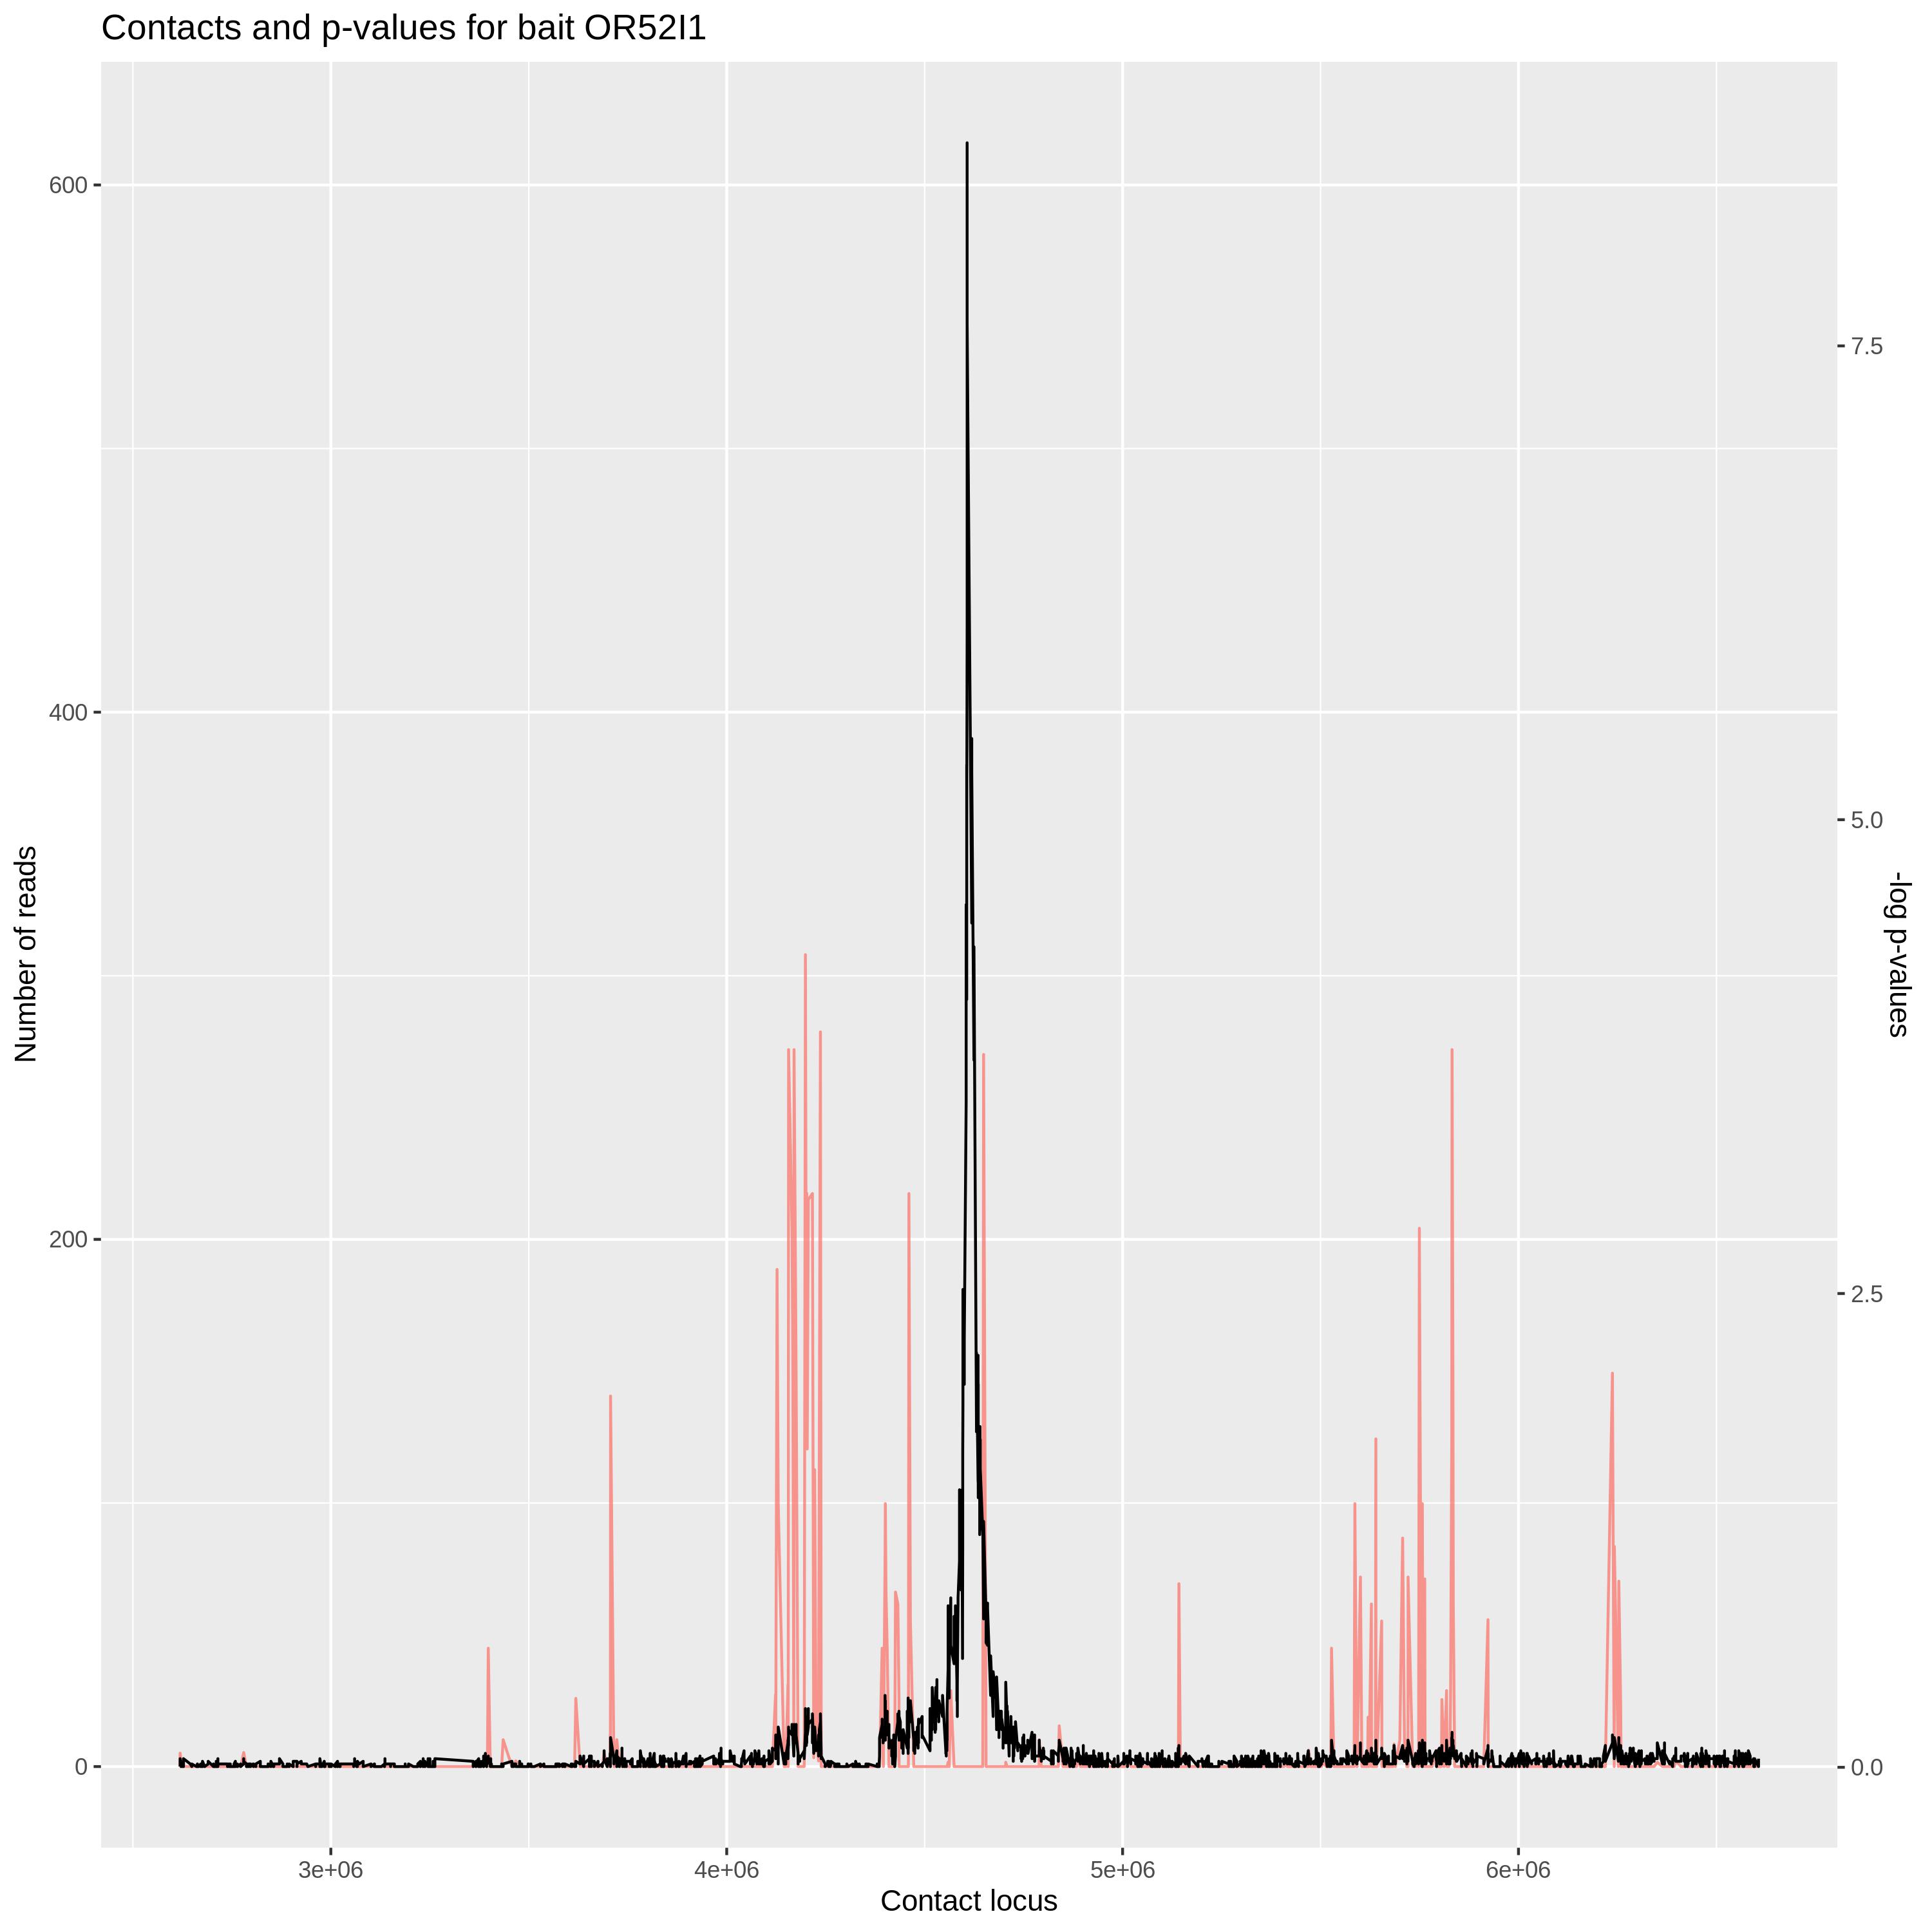 Contacts and p-values for bait OR52I1
600
400
200
0
Number of reads
7.5
5.0
2.5
0.0
-log p-values
3e+06
4e+06
5e+06
6e+06
Contact locus